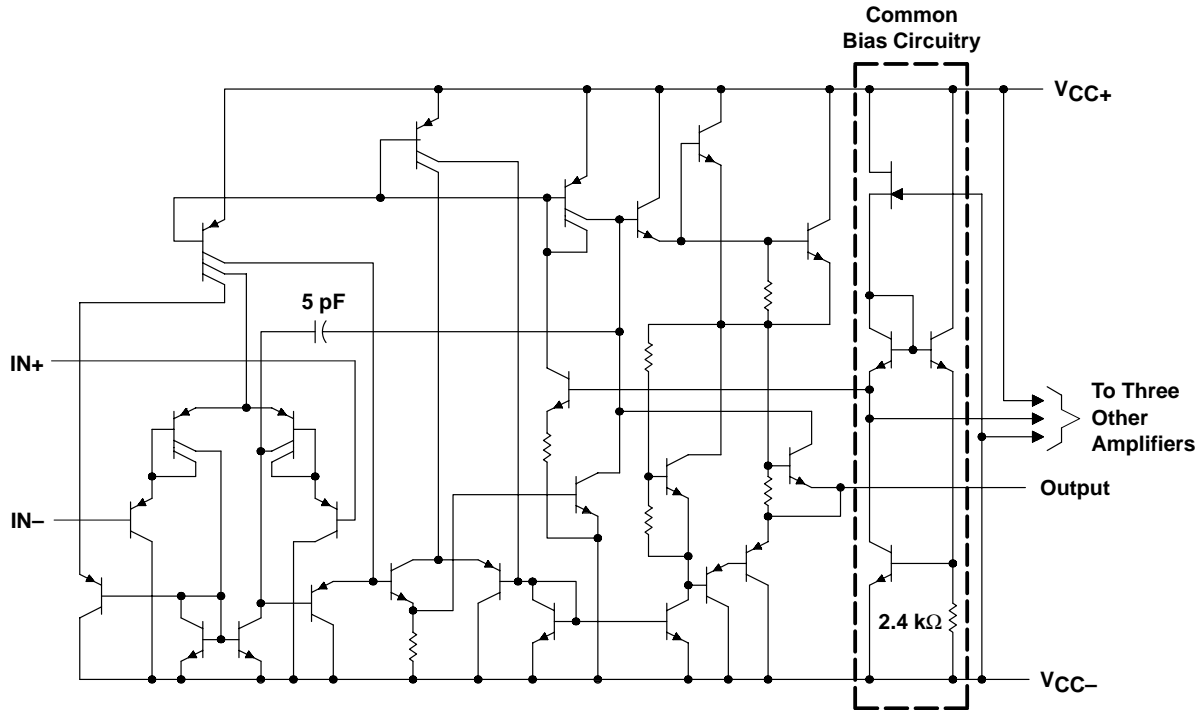 Common
Bias Circuitry
VCC+
5 pF
IN+
To Three
Other
Amplifiers
Output
IN–
2.4 kΩ
VCC–